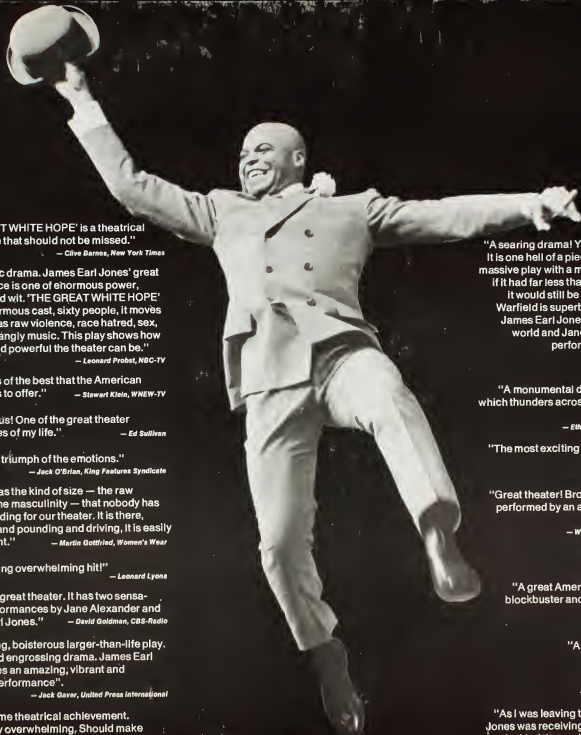 T WHITE HOPE' is a theatrical
that should not be missed."
— Clive Barnes, New York Times
c drama. James Earl Jones' great
ce is one of enormous power,
d wit. 'THE GREAT WHITE HOPE'
rmous cast, sixty people, it moves
as raw violence, race hatred, sex,
angly music. This play shows how
d powerful the theater can be."
— Leonard Probst, NBC-TV
s of the best that the American
s to offer."
— Stewart Klein, WNEW-TV
us! One of the great theater
es of my life."
— Ed Sullivan
triumph of the emotions."
— Jack O'Brian, King Features Syndicate
as the kind of size — the raw
ne masculinity — that nobody has
ding for our theater. It is there,
and pounding and driving, It is easily
nt."
— Martin Gottfried, Women's Wear
ng overwhelming hit!"
— Leonard Lyons
great theater. It has two sensa-
ormances by Jane Alexander and
rl Jones."
— David Goldman, CBS-Radio
g, boisterous larger-than-life play.
d engrossing drama. James Earl
es an amazing, vibrant and
erformance".
— Jack Gaver, United Press International
me theatrical achievement.
y overwhelming, Should make
"A searing drama! Y
It is one hell of a pie
massive play with a m
if it had far less tha
it would still be
Warfield is superb
James Earl Jone
world and Jan
perfor
"A monumental d
which thunders acros
— Eth
"The most exciting
"Great theater! Bro
performed by an a
— W
"A great Amer
blockbuster and
"A
"As I was leaving t
Jones was receiving